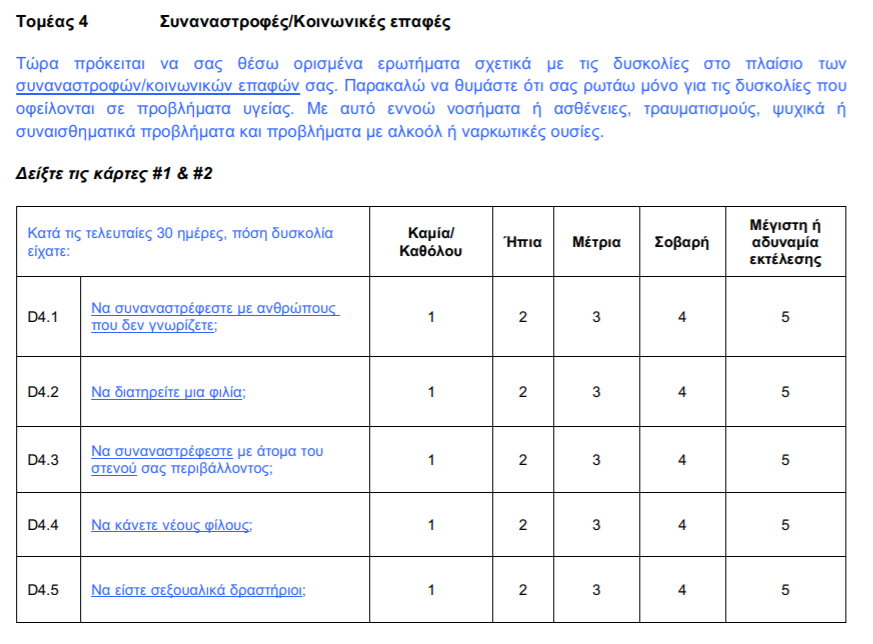 Τομέας 4 Συναναστροφές/Κοινωνικές επαφές
Τώρα πρόκειται να σας θέσω ορισμένα ερωτήματα σχετικά με τις δυσκολίες στο πλαίσιο των
συναναστροφών/κοινωνικών επαφών σας. Παρακαλώ να θυμάστε ότι σας ρωτάω μόνο για τις δυσκολίες που
οφείλονται σε προβλήματα υγείας. Με αυτό εννοώ νοσήματα ή ασθένειες, τραυματισμούς, ψυχικά ή
συναισθηματικά προβλήματα και προβλήματα με αλκοόλ ή ναρκωτικές ουσίες.
Δείξτε τις κάρτες #1 & #2
Κατά τις τελευταίες 30 ημέρες, πόση δυσκολία
είχατε:
Καμία/
Καθόλου
Ήπια
Μέτρια
Σοβαρή
Μέγιστη ή
αδυναμία
εκτέλεσης
D4.1
Να συναναστρέφεστε με ανθρώπους
που δεν γνωρίζετε;
1 2 3 4 5
D4.2 Να διατηρείτε μια φιλία; 1 2 3 4 5
D4.3
Να συναναστρέφεστε με άτομα του
στενού σας περιβάλλοντος;
1 2 3 4 5
D4.4 Να κάνετε νέους φίλους; 1 2 3 4 5
D4.5 Να είστε σεξουαλικά δραστήριοι; 1 2 3 4 5